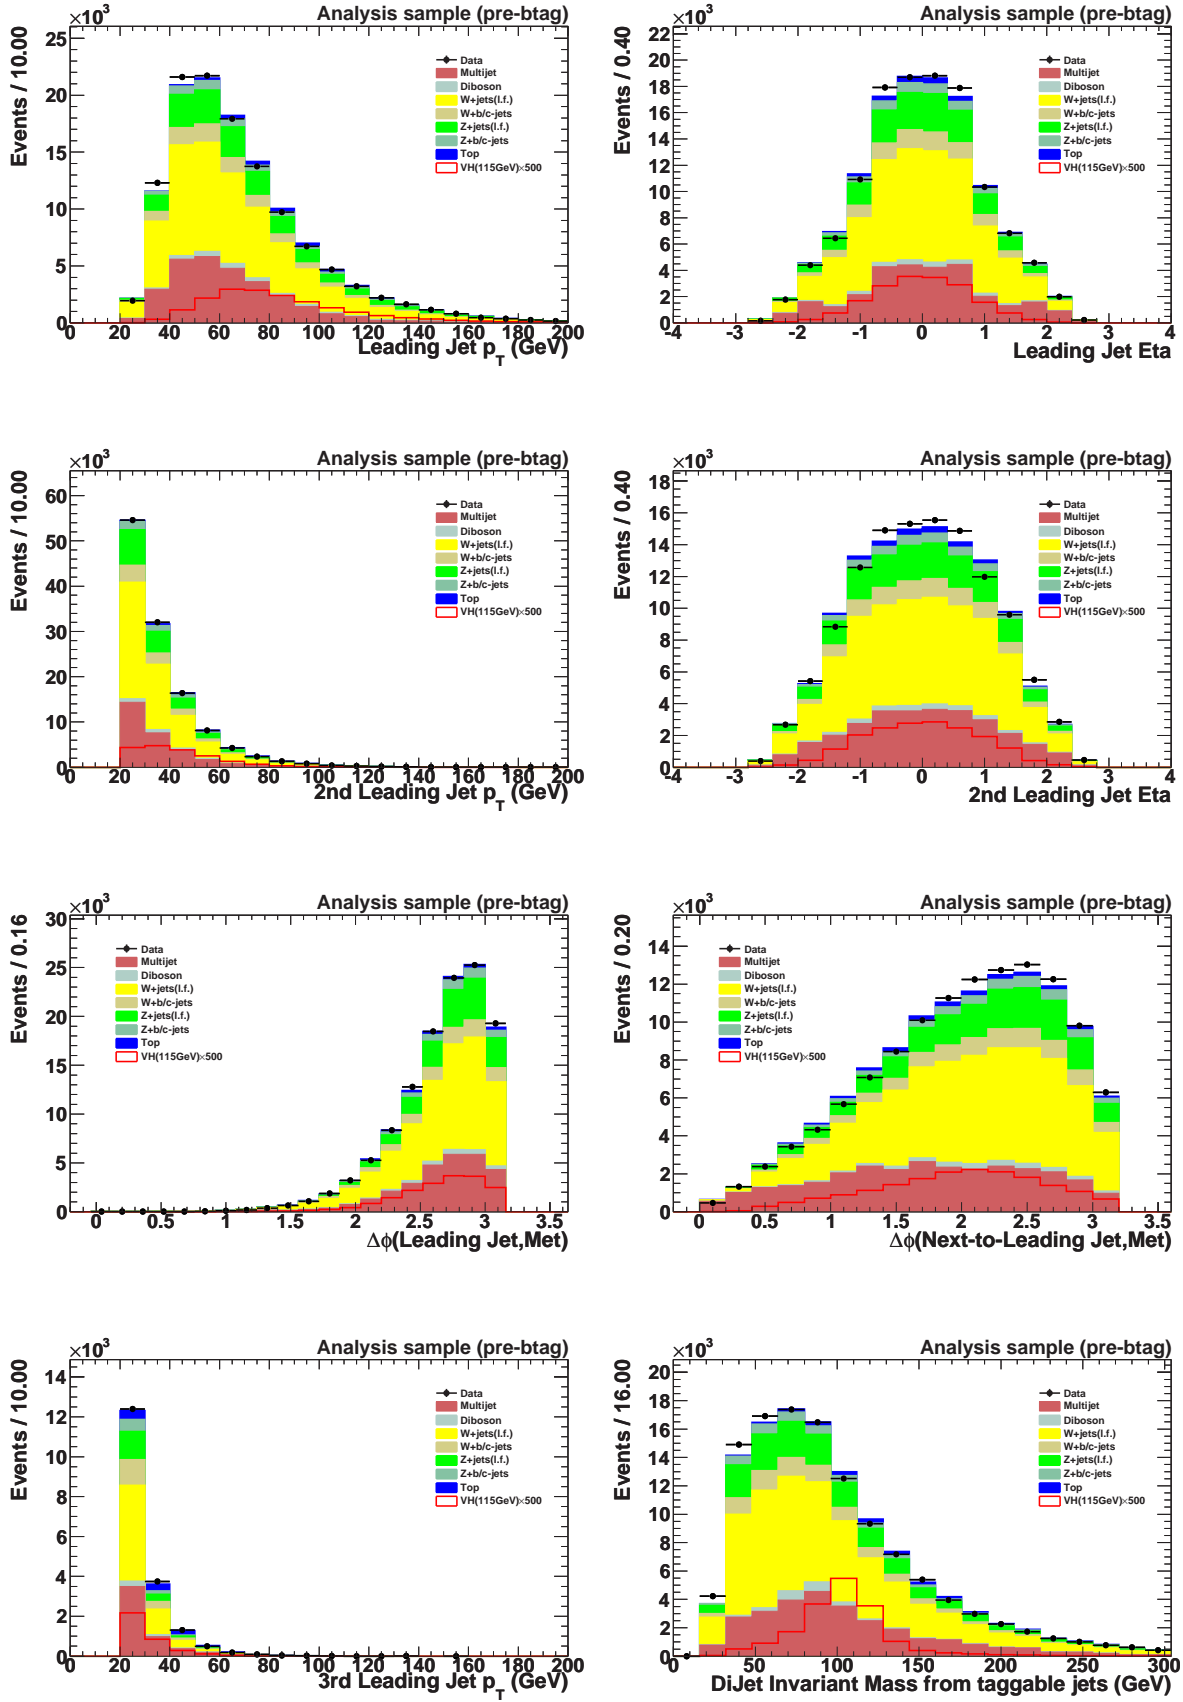 ×10³ Analysis sample (pre-btag)
Events / 10.00
25
20
15
10
5
0
Data
Multijet
Diboson
W+jets(l.f.)
W+b/c-jets
Z+jets(l.f.)
Z+b/c-jets
Top
VH(115GeV)×500
0 20 40 60 80 100 120 140 160 180 200
Leading Jet p_T (GeV)
×10³ Analysis sample (pre-btag)
Events / 0.40
22
20
18
16
14
12
10
8
6
4
2
0
Data
Multijet
Diboson
W+jets(l.f.)
W+b/c-jets
Z+jets(l.f.)
Z+b/c-jets
Top
VH(115GeV)×500
-4 -3 -2 -1 0 1 2 3 4
Leading Jet Eta
×10³ Analysis sample (pre-btag)
Events / 10.00
60
50
40
30
20
10
0
Data
Multijet
Diboson
W+jets(l.f.)
W+b/c-jets
Z+jets(l.f.)
Z+b/c-jets
Top
VH(115GeV)×500
0 20 40 60 80 100 120 140 160 180 200
2nd Leading Jet p_T (GeV)
×10³ Analysis sample (pre-btag)
Events / 0.40
18
16
14
12
10
8
6
4
2
0
Data
Multijet
Diboson
W+jets(l.f.)
W+b/c-jets
Z+jets(l.f.)
Z+b/c-jets
Top
VH(115GeV)×500
-4 -3 -2 -1 0 1 2 3 4
2nd Leading Jet Eta
×10³ Analysis sample (pre-btag)
Events / 0.16
30
25
20
15
10
5
0
Data
Multijet
Diboson
W+jets(l.f.)
W+b/c-jets
Z+jets(l.f.)
Z+b/c-jets
Top
VH(115GeV)×500
0 0.5 1 1.5 2 2.5 3 3.5
Δϕ(Leading Jet,Met)
×10³ Analysis sample (pre-btag)
Events / 0.20
14
12
10
8
6
4
2
0
Data
Multijet
Diboson
W+jets(l.f.)
W+b/c-jets
Z+jets(l.f.)
Z+b/c-jets
Top
VH(115GeV)×500
0 0.5 1 1.5 2 2.5 3 3.5
Δϕ(Next-to-Leading Jet,Met)
×10³ Analysis sample (pre-btag)
Events / 10.00
14
12
10
8
6
4
2
0
Data
Multijet
Diboson
W+jets(l.f.)
W+b/c-jets
Z+jets(l.f.)
Z+b/c-jets
Top
VH(115GeV)×500
0 20 40 60 80 100 120 140 160 180 200
3rd Leading Jet p_T (GeV)
×10³ Analysis sample (pre-btag)
Events / 16.00
20
18
16
14
12
10
8
6
4
2
0
Data
Multijet
Diboson
W+jets(l.f.)
W+b/c-jets
Z+jets(l.f.)
Z+b/c-jets
Top
VH(115GeV)×500
50 100 150 200 250 300
DiJet Invariant Mass from taggable jets (GeV)